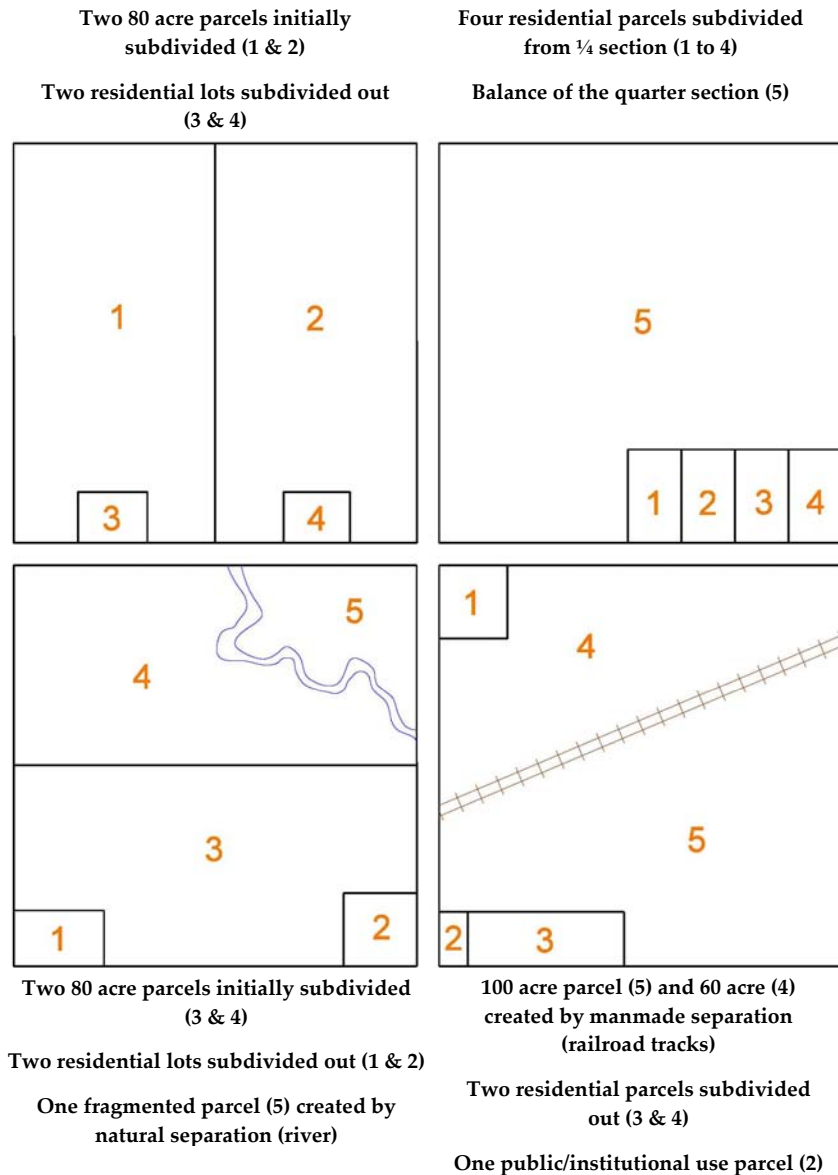 Two 80 acre parcels initially
subdivided (1 & 2)
Two residential lots subdivided out
(3 & 4)
Four residential parcels subdivided
from ¼ section (1 to 4)
Balance of the quarter section (5)
1
2
3
4
5
1
2
3
4
5
4
3
1
2
1
4
5
2
3
Two 80 acre parcels initially subdivided
(3 & 4)
Two residential lots subdivided out (1 & 2)
One fragmented parcel (5) created by
natural separation (river)
100 acre parcel (5) and 60 acre (4)
created by manmade separation
(railroad tracks)
Two residential parcels subdivided
out (3 & 4)
One public/institutional use parcel (2)